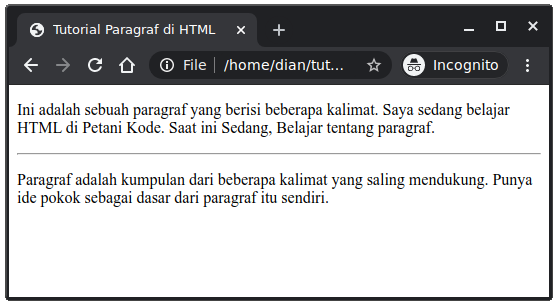 Tutorial Paragraf di HTML
File
/home/dian/tut...
Incognito
Ini adalah sebuah paragraf yang berisi beberapa kalimat. Saya sedang belajar
HTML di Petani Kode. Saat ini Sedang, Belajar tentang paragraf.
Paragraf adalah kumpulan dari beberapa kalimat yang saling mendukung. Punya
ide pokok sebagai dasar dari paragraf itu sendiri.